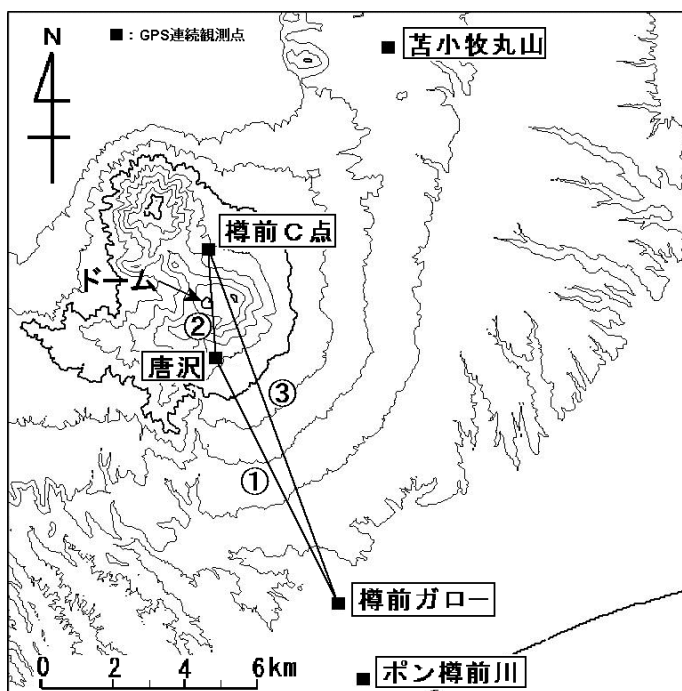 N
■：GPS連続観測点
苫小牧丸山
樽前C点
ドーム
②
唐沢
③
①
樽前ガロー
0 2 4 6km
ポン樽前川